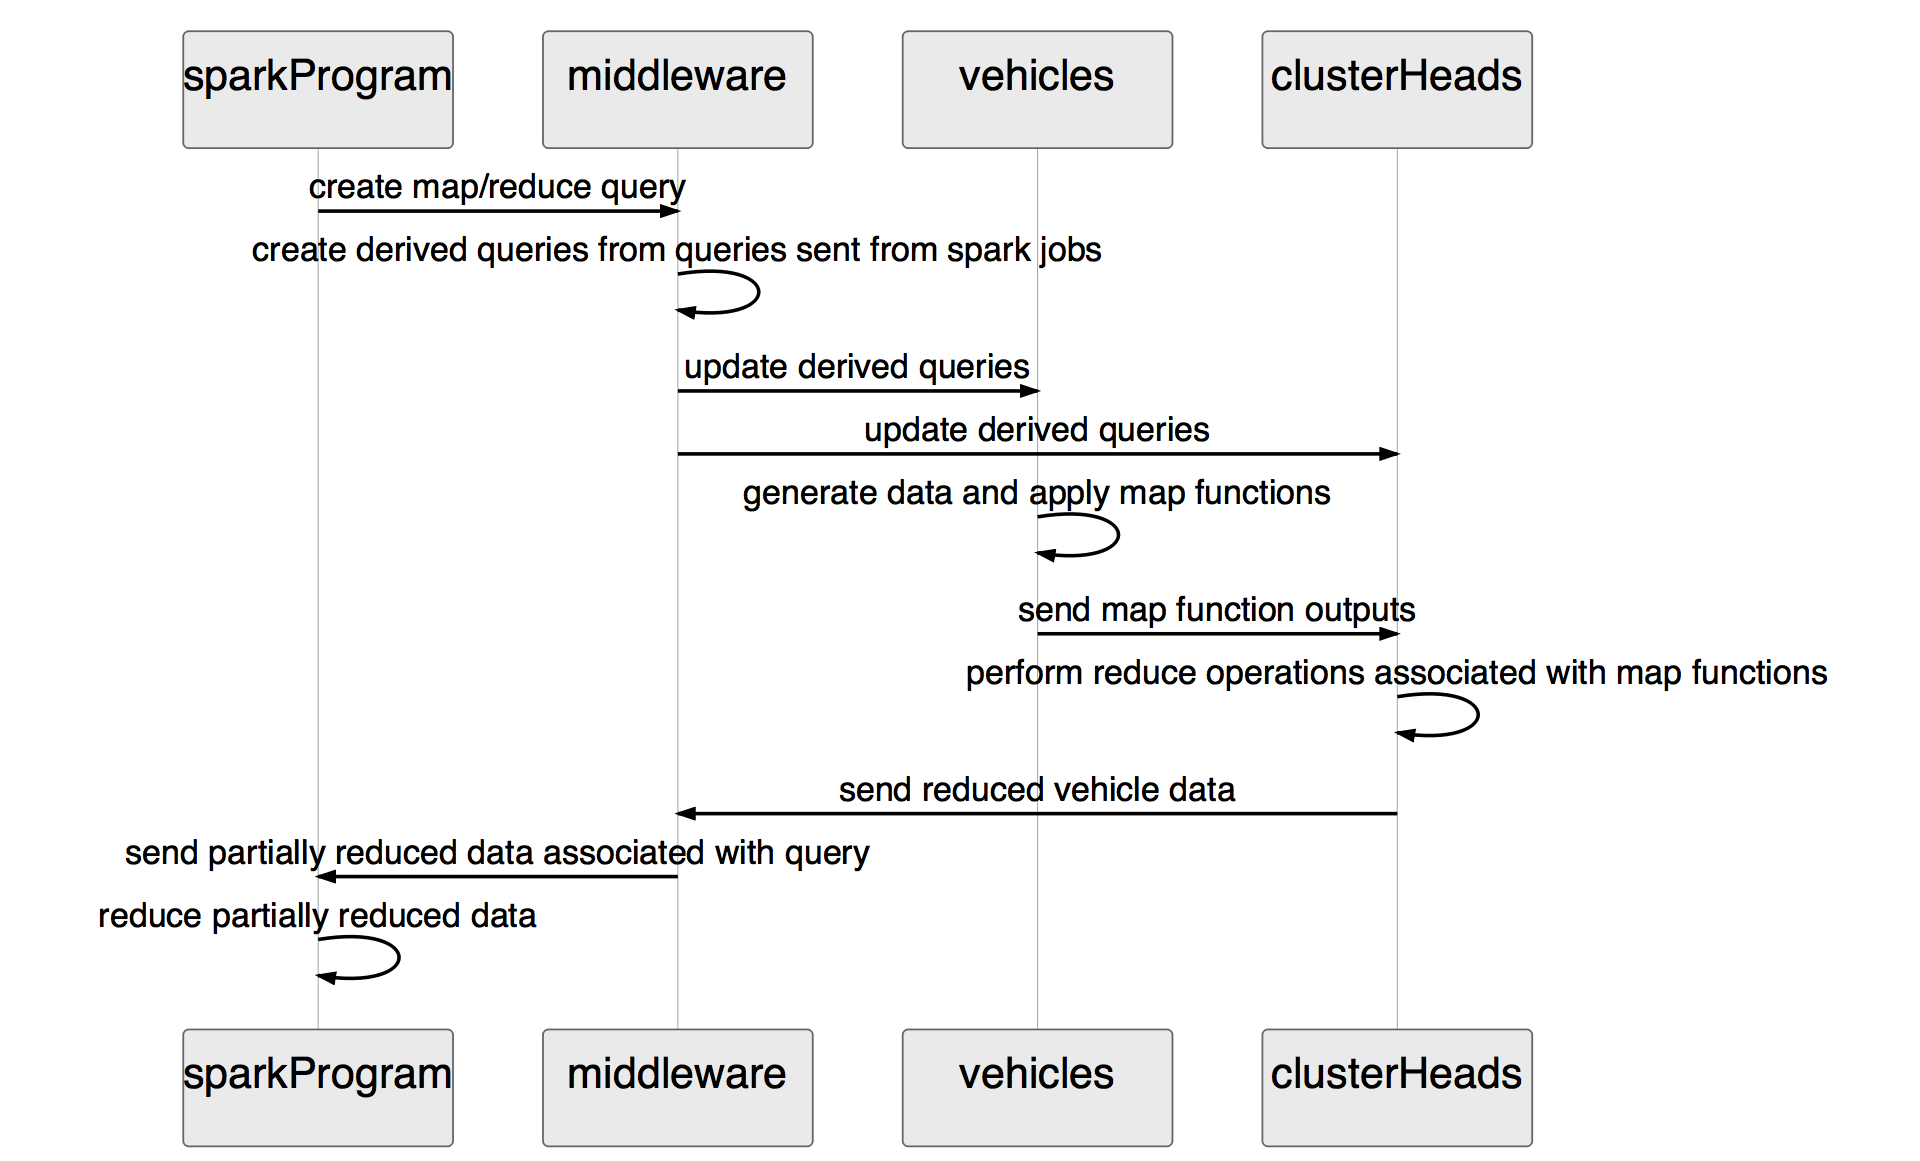 sparkProgram
middleware
vehicles
clusterHeads
create map/reduce query
create derived queries from queries sent from spark jobs
update derived queries
update derived queries
generate data and apply map functions
send map function outputs
perform reduce operations associated with map functions
send reduced vehicle data
send partially reduced data associated with query
reduce partially reduced data
sparkProgram
middleware
vehicles
clusterHeads